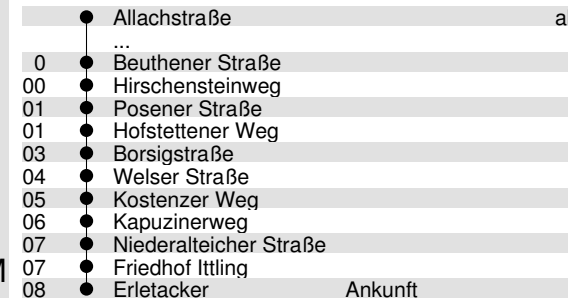 Allachstraße
...
0 Beuthener Straße
00 Hirschensteinweg
01 Posener Straße
01 Hofstettener Weg
03 Borsigstraße
04 Welser Straße
05 Kostenzer Weg
06 Kapuzinerweg
07 Niederalteicher Straße
07 Friedhof Ittling
08 Erletacker Ankunft